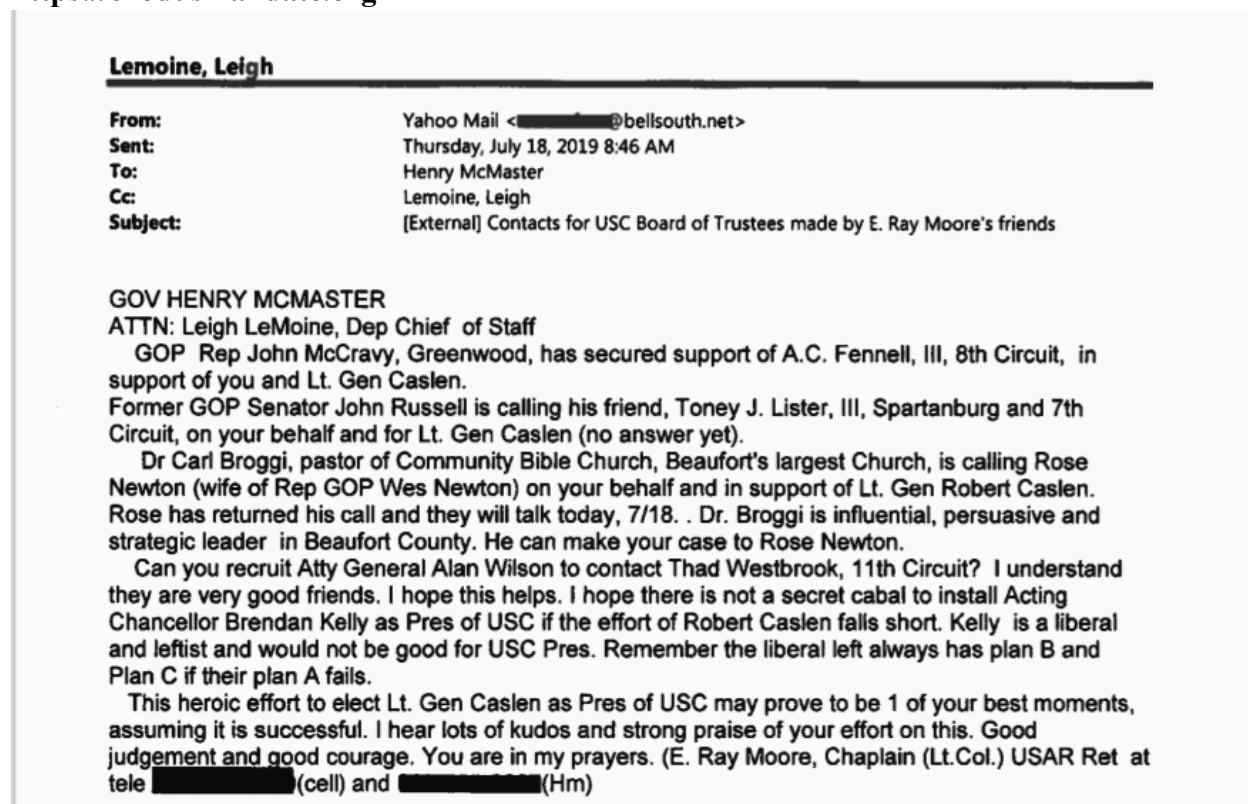 Lemoine, Leigh
From: Yahoo Mail <@bellsouth.net>
Sent: Thursday, July 18, 2019 8:46 AM
To: Henry McMaster
Cc: Lemoine, Leigh
Subject: [External] Contacts for USC Board of Trustees made by E. Ray Moore's friends
GOV HENRY MCMASTER
ATTN: Leigh LeMoine, Dep Chief of Staff
GOP Rep John McCravy, Greenwood, has secured support of A.C. Fennell, III, 8th Circuit, in
support of you and Lt. Gen Caslen.
Former GOP Senator John Russell is calling his friend, Toney J. Lister, III, Spartanburg and 7th
Circuit, on your behalf and for Lt. Gen Caslen (no answer yet).
Dr Carl Broggi, pastor of Community Bible Church, Beaufort's largest Church, is calling Rose
Newton (wife of Rep GOP Wes Newton) on your behalf and in support of Lt. Gen Robert Caslen.
Rose has returned his call and they will talk today, 7/18. . Dr. Broggi is influential, persuasive and
strategic leader in Beaufort County. He can make your case to Rose Newton.
Can you recruit Atty General Alan Wilson to contact Thad Westbrook, 11th Circuit? I understand
they are very good friends. I hope this helps. I hope there is not a secret cabal to install Acting
Chancellor Brendan Kelly as Pres of USC if the effort of Robert Caslen falls short. Kelly is a liberal
and leftist and would not be good for USC Pres. Remember the liberal left always has plan B and
Plan C if their plan A fails.
This heroic effort to elect Lt. Gen Caslen as Pres of USC may prove to be 1 of your best moments,
assuming it is successful. I hear lots of kudos and strong praise of your effort on this. Good
judgement and good courage. You are in my prayers. (E. Ray Moore, Chaplain (Lt.Col.) USAR Ret at
tele (cell) and (Hm)